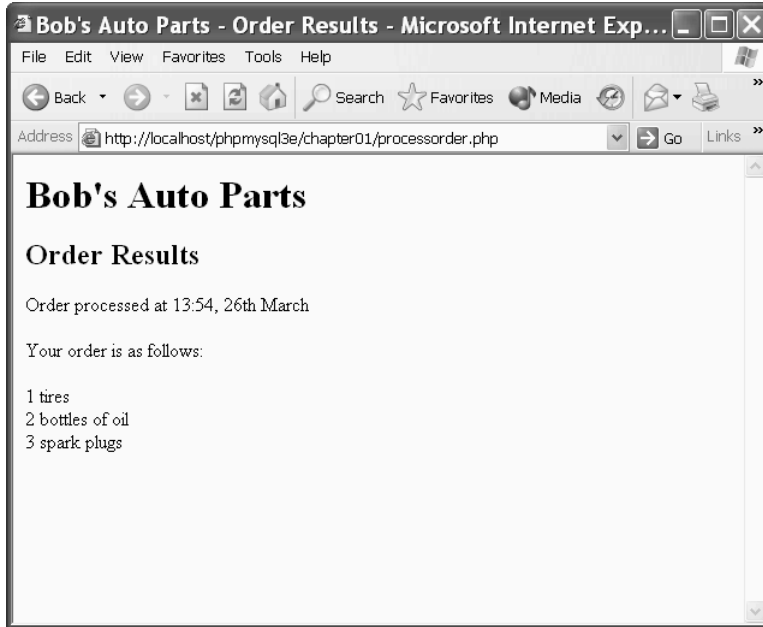 Bob's Auto Parts - Order Results - Microsoft Internet Exp...
File Edit View Favorites Tools Help
Back Search Favorites Media »
Address http://localhost/phpmysql3e/chapter01/processorder.php Go Links »
Bob's Auto Parts
Order Results
Order processed at 13:54, 26th March
Your order is as follows:
1 tires
2 bottles of oil
3 spark plugs